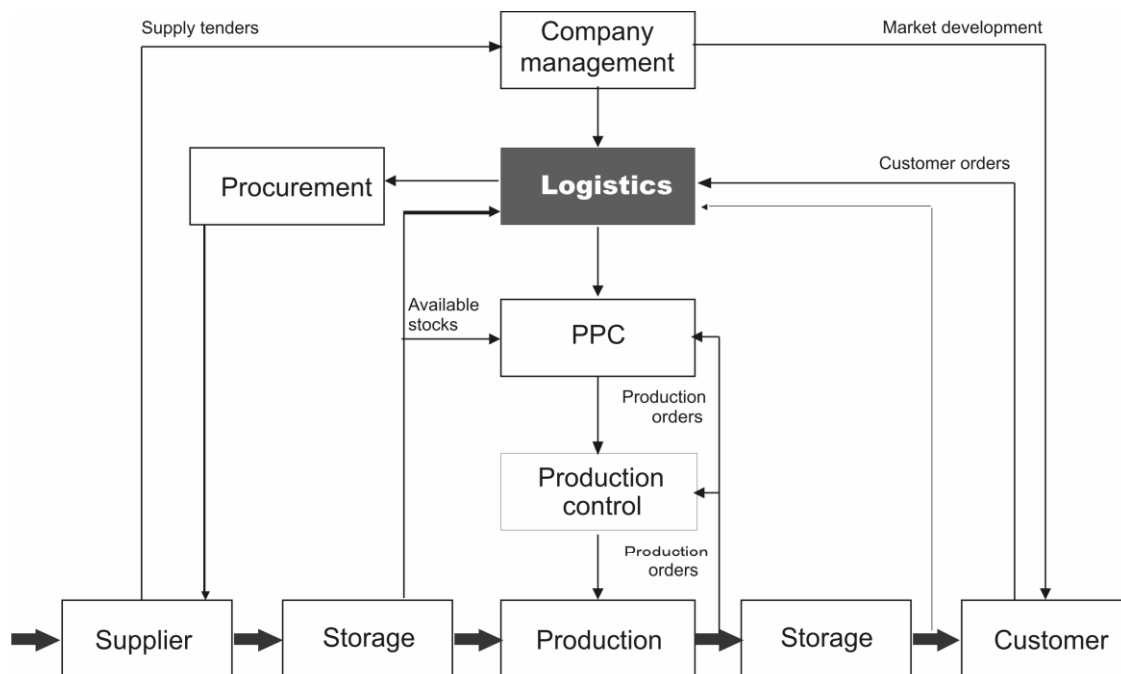 Supply tenders
Company
management
Market development
Procurement
Logistics
Customer orders
Available
stocks
PPC
Production
orders
Production
control
Production
orders
Supplier
Storage
Production
Storage
Customer